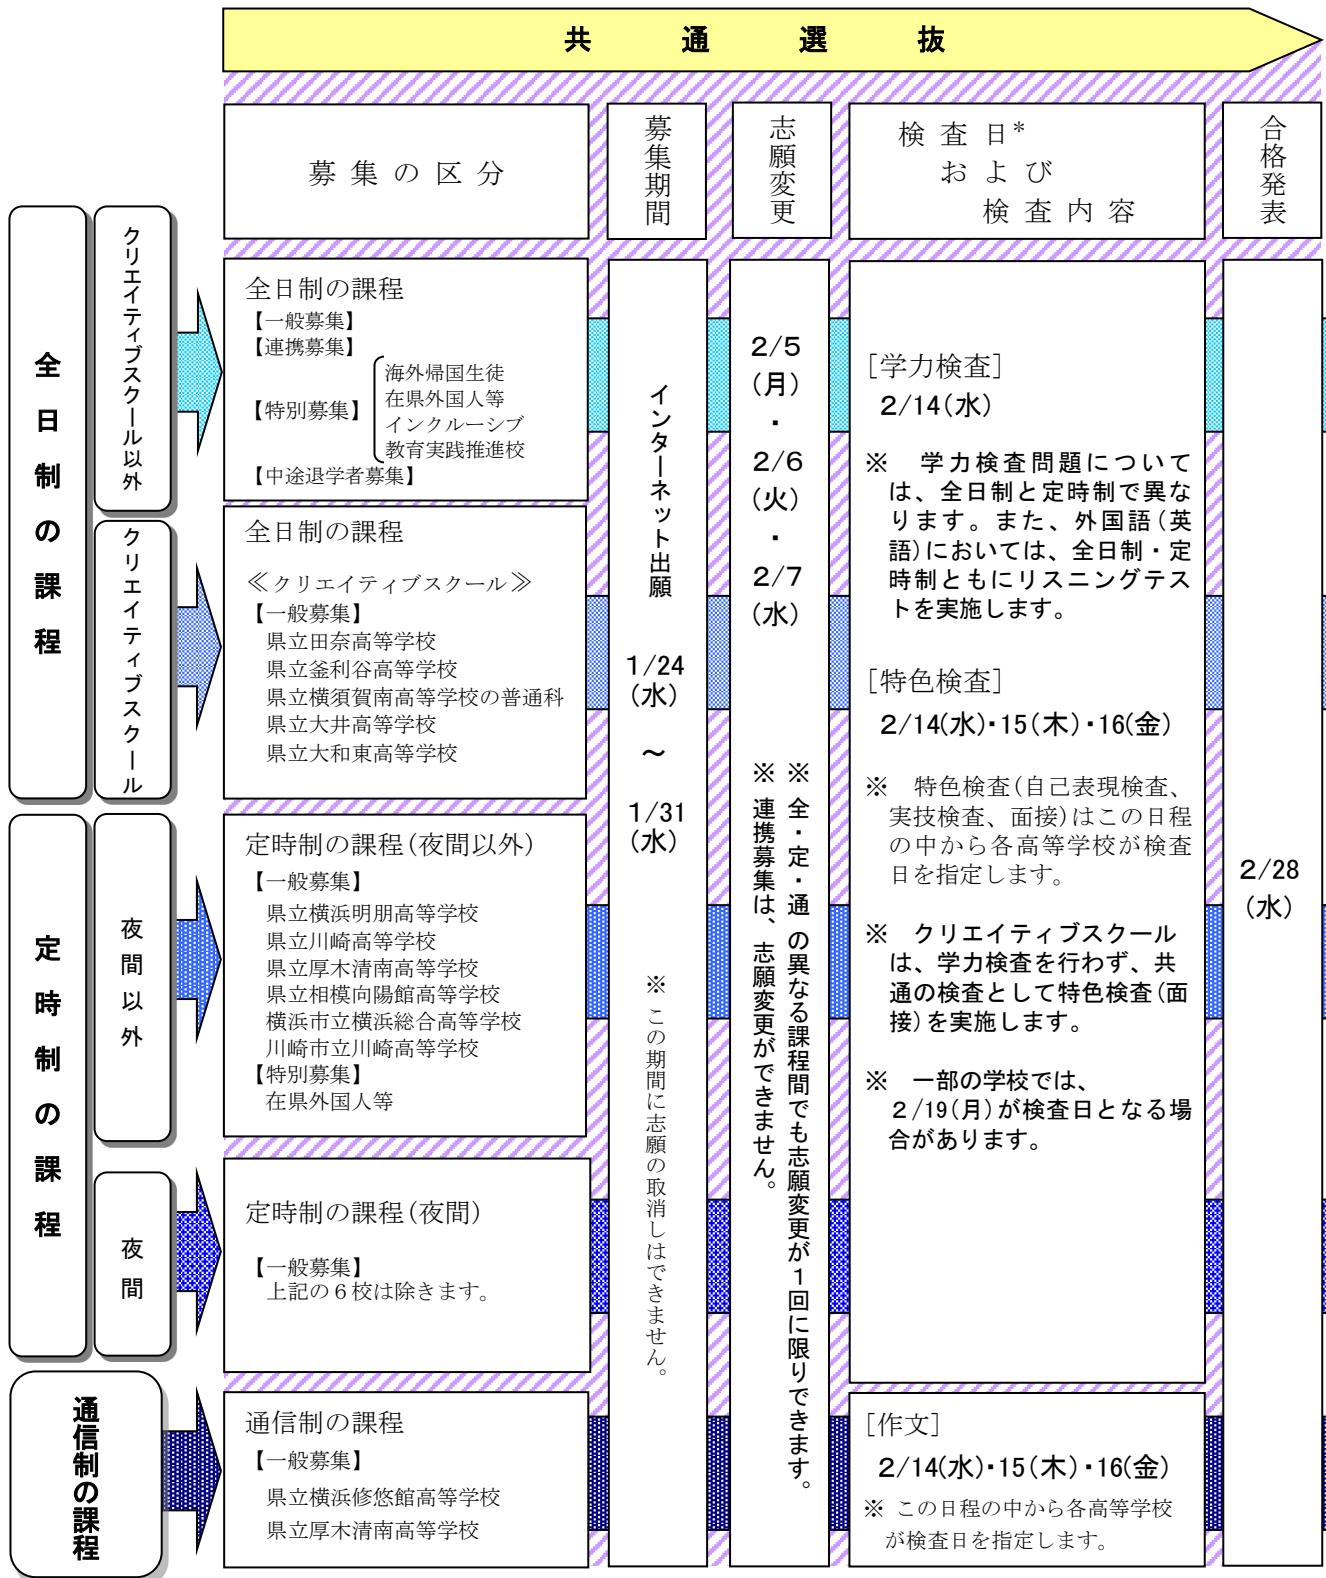 共通選抜
募集の区分
募集期間
志願変更
検査日*
および
検査内容
合格発表
全日制の課程
クリエイティブスクール以外
全日制の課程
【一般募集】
【連携募集】
【特別募集】
海外帰国生徒
在県外国人等
インクルーシブ
教育実践推進校
【中途退学者募集】
クリエイティブスクール
全日制の課程
≪クリエイティブスクール≫
【一般募集】
県立田奈高等学校
県立釜利谷高等学校
県立横須賀南高等学校の普通科
県立大井高等学校
県立大和東高等学校
定時制の課程
夜間以外
定時制の課程(夜間以外)
【一般募集】
県立横浜明朋高等学校
県立川崎高等学校
県立厚木清南高等学校
県立相模向陽館高等学校
横浜市立横浜総合高等学校
川崎市立川崎高等学校
【特別募集】
在県外国人等
夜間
定時制の課程(夜間)
【一般募集】
上記の6校は除きます。
通信制の課程
通信制の課程
【一般募集】
県立横浜修悠館高等学校
県立厚木清南高等学校
インターネット出願
1/24
(水)
～
1/31
(水)
※ この期間に志願の取消しはできません。
2/5
(月)
・
2/6
(火)
・
2/7
(水)
※ 全・定・通の異なる課程間でも志願変更が1回に限りできます。
※ 連携募集は、志願変更ができません。
[学力検査]
2/14(水)
※ 学力検査問題について
は、全日制と定時制で異な
ります。また、外国語(英
語)においては、全日制・定
時制ともにリスニングテス
トを実施します。
[特色検査]
2/14(水)・15(木)・16(金)
※ 特色検査(自己表現検査、
実技検査、面接)はこの日程
の中から各高等学校が検査
日を指定します。
※ クリエイティブスクール
は、学力検査を行わず、共
通の検査として特色検査(面
接)を実施します。
※ 一部の学校では、
2/19(月)が検査日となる場
合があります。
[作文]
2/14(水)・15(木)・16(金)
※ この日程の中から各高等学校
が検査日を指定します。
2/28
(水)